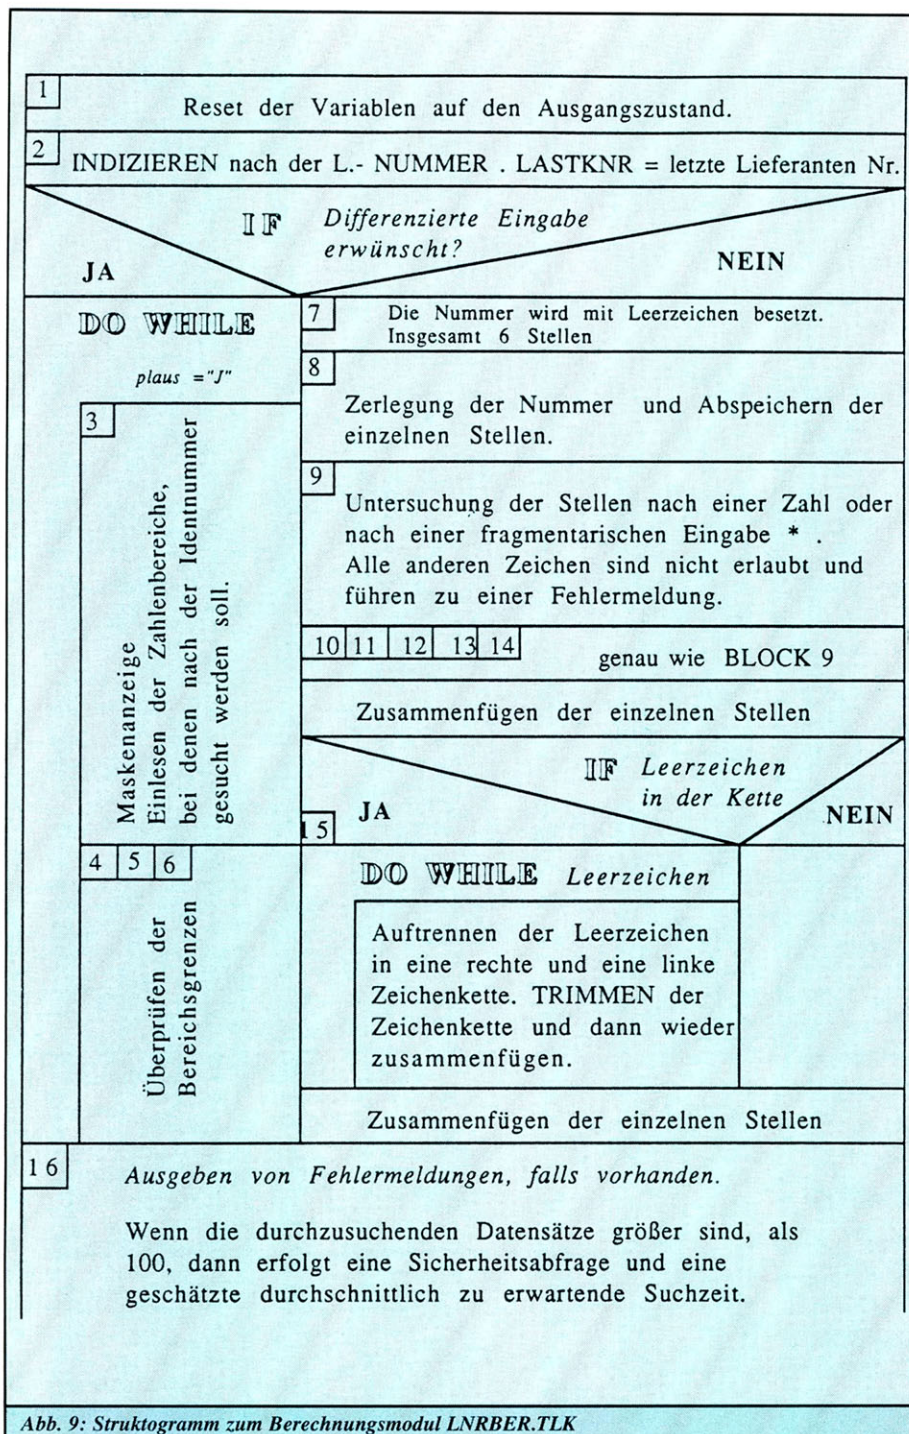 1
Reset der Variablen auf den Ausgangszustand.
2
INDIZIEREN nach der L.- NUMMER . LASTKNR = letzte Lieferanten Nr.
IF Differenzierte Eingabe
erwünscht?
JA
NEIN
DO WHILE
plaus ="J"
3
Maskenanzeige
Einlesen der Zahlenbereiche,
bei denen nach der Identnummer
gesucht werden soll.
4 5 6
Überprüfen der
Bereichsgrenzen
7
Die Nummer wird mit Leerzeichen besetzt.
Insgesamt 6 Stellen
8
Zerlegung der Nummer und Abspeichern der
einzelnen Stellen.
9
Untersuchung der Stellen nach einer Zahl oder
nach einer fragmentarischen Eingabe * .
Alle anderen Zeichen sind nicht erlaubt und
führen zu einer Fehlermeldung.
10 11 12 13 14
genau wie BLOCK 9
Zusammenfügen der einzelnen Stellen
IF Leerzeichen
in der Kette
JA
NEIN
15
DO WHILE Leerzeichen
Auftrennen der Leerzeichen
in eine rechte und eine linke
Zeichenkette. TRIMMEN der
Zeichenkette und dann wieder
zusammenfügen.
Zusammenfügen der einzelnen Stellen
16
Ausgeben von Fehlermeldungen, falls vorhanden.
Wenn die durchzusuchenden Datensätze größer sind, als
100, dann erfolgt eine Sicherheitsabfrage und eine
geschätzte durchschnittlich zu erwartende Suchzeit.
Abb. 9: Struktogramm zum Berechnungsmodul LNRBER.TLK